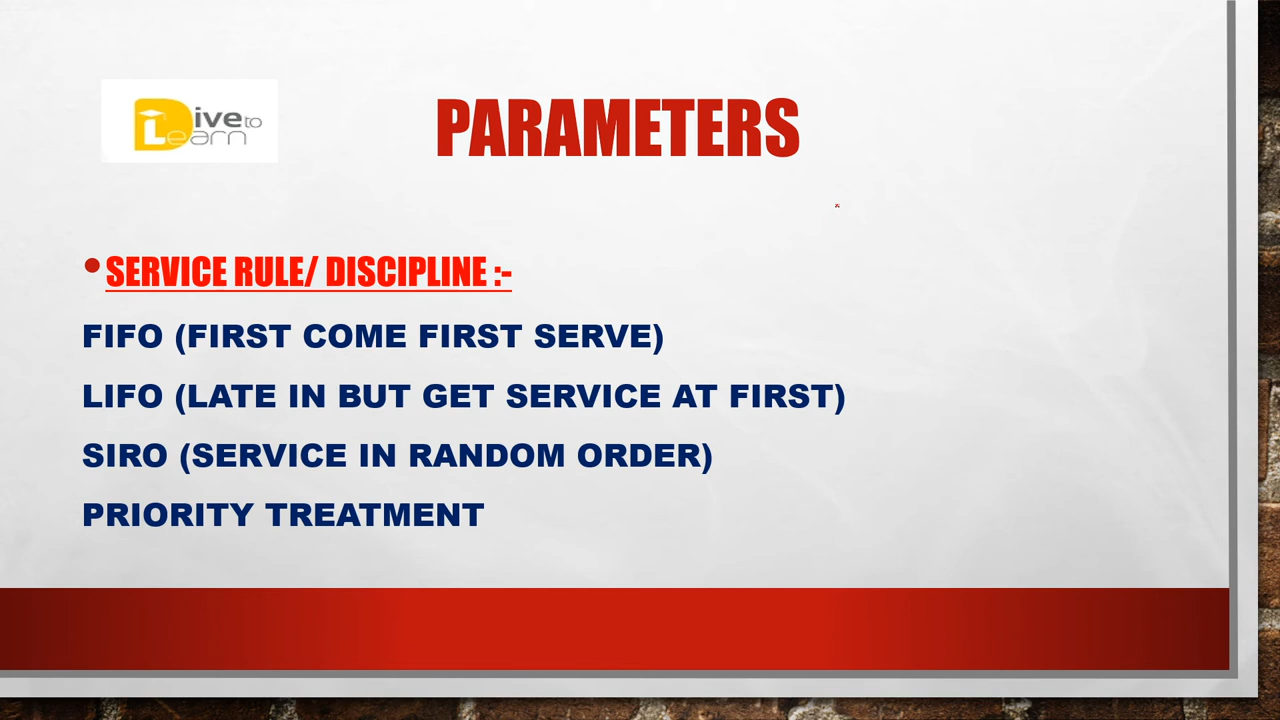 Dive to
Learn
PARAMETERS
•SERVICE RULE/ DISCIPLINE :-
FIFO (FIRST COME FIRST SERVE)
LIFO (LATE IN BUT GET SERVICE AT FIRST)
SIRO (SERVICE IN RANDOM ORDER)
PRIORITY TREATMENT